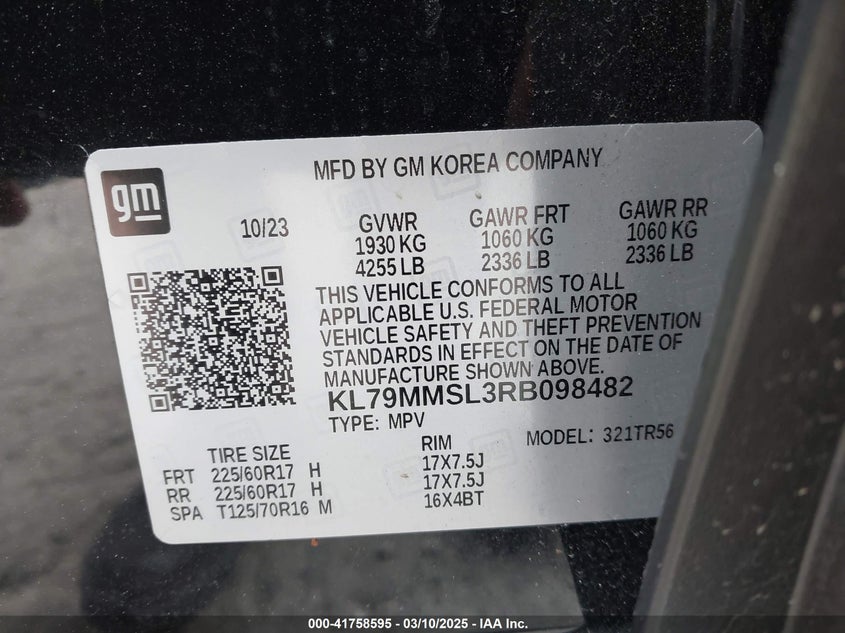 gm
MFD BY GM KOREA COMPANY
10/23
GVWR
1930 KG
4255 LB
GAWR FRT
1060 KG
2336 LB
GAWR RR
1060 KG
2336 LB
THIS VEHICLE CONFORMS TO ALL
APPLICABLE U.S. FEDERAL MOTOR
VEHICLE SAFETY AND THEFT PREVENTION
STANDARDS IN EFFECT ON THE DATE OF
MANUFACTURE SHOWN ABOVE.
KL79MMSL3RB098482
TYPE: MPV
MODEL: 321TR56
TIRE SIZE
RIM
FRT 225/60R17 H 17X7.5J
RR 225/60R17 H 17X7.5J
SPA T125/70R16 M 16X4BT
000-41758595 — 03/10/2025 — IAA Inc.